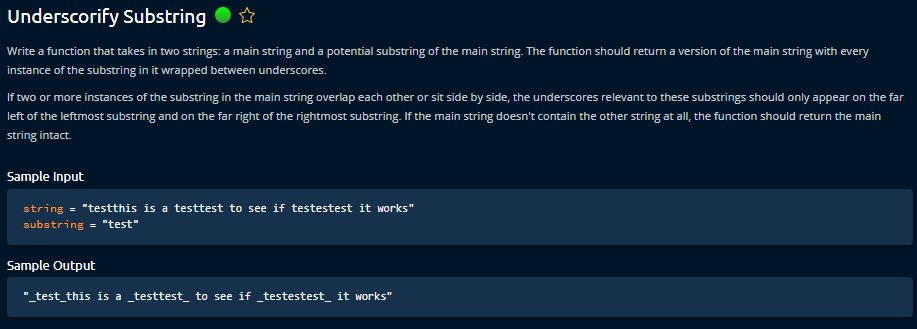 Underscorify Substring
Write a function that takes in two strings: a main string and a potential substring of the main string. The function should return a version of the main string with every
instance of the substring in it wrapped between underscores.
If two or more instances of the substring in the main string overlap each other or sit side by side, the underscores relevant to these substrings should only appear on the far
left of the leftmost substring and on the far right of the rightmost substring. If the main string doesn't contain the other string at all, the function should return the main
string intact.
Sample Input
string = "testthis is a testtest to see if testestest it works"
substring = "test"
Sample Output
"_test_this is a _testtest_ to see if _testestest_ it works"